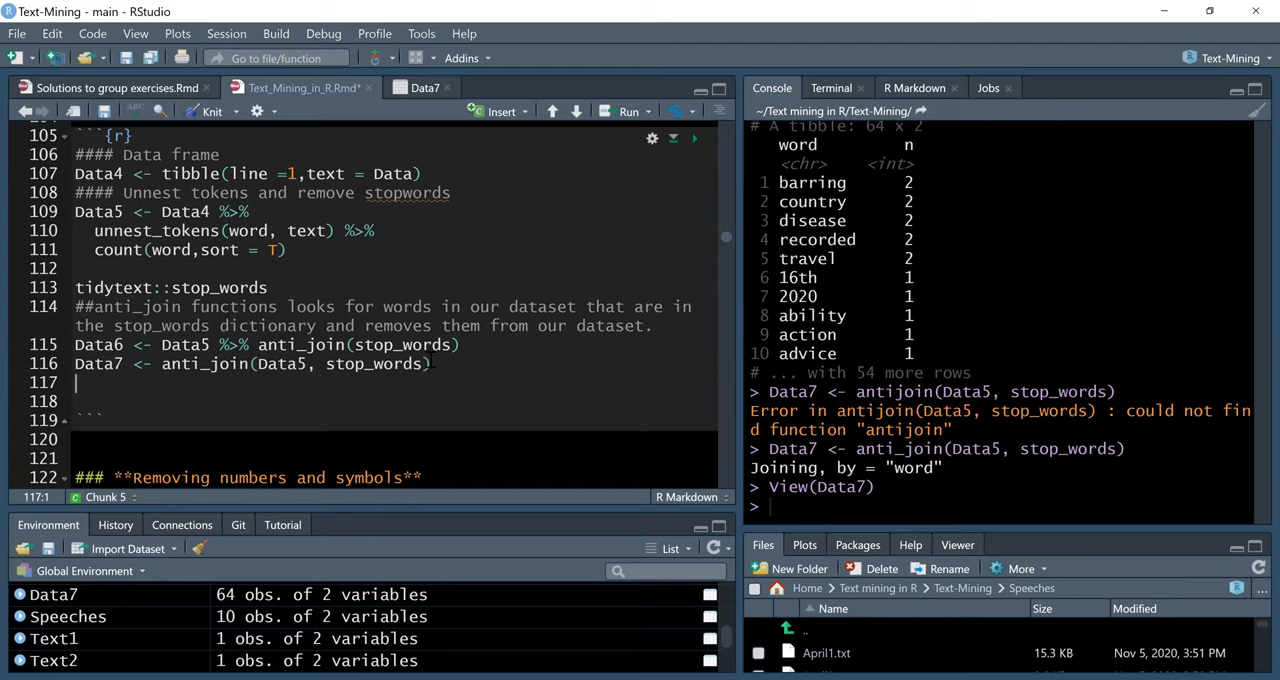 Text-Mining - main - RStudio
File Edit Code View Plots Session Build Debug Profile Tools Help
Go to file/function Addins Text-Mining
Solutions to group exercises.Rmd Text_Mining_in_R.Rmd* Data7
Knit Insert Run
105 ```{r}
106 #### Data frame
107 Data4 <- tibble(line =1,text = Data)
108 #### Unnest tokens and remove stopwords
109 Data5 <- Data4 %>%
110 unnest_tokens(word, text) %>%
111 count(word,sort = T)
112
113 tidytext::stop_words
114 ##anti_join functions looks for words in our dataset that are in
the stop_words dictionary and removes them from our dataset.
115 Data6 <- Data5 %>% anti_join(stop_words)
116 Data7 <- anti_join(Data5, stop_words)
117
118
119 ```
120
121
122 ### **Removing numbers and symbols**
117:1 Chunk 5 R Markdown
Environment History Connections Git Tutorial
Import Dataset List
Global Environment
Data7 64 obs. of 2 variables
Speeches 10 obs. of 2 variables
Text1 1 obs. of 2 variables
Text2 1 obs. of 2 variables
Console Terminal R Markdown Jobs
~/Text mining in R/Text-Mining/
# A tibble: 64 x 2
word n
<chr> <int>
1 barring 2
2 country 2
3 disease 2
4 recorded 2
5 travel 2
6 16th 1
7 2020 1
8 ability 1
9 action 1
10 advice 1
# ... with 54 more rows
> Data7 <- antijoin(Data5, stop_words)
Error in antijoin(Data5, stop_words) : could not fin
d function "antijoin"
> Data7 <- anti_join(Data5, stop_words)
Joining, by = "word"
> View(Data7)
>
Files Plots Packages Help Viewer
New Folder Delete Rename More
Home > Text mining in R > Text-Mining > Speeches ...
Name Size Modified
..
April1.txt 15.3 KB Nov 5, 2020, 3:51 PM